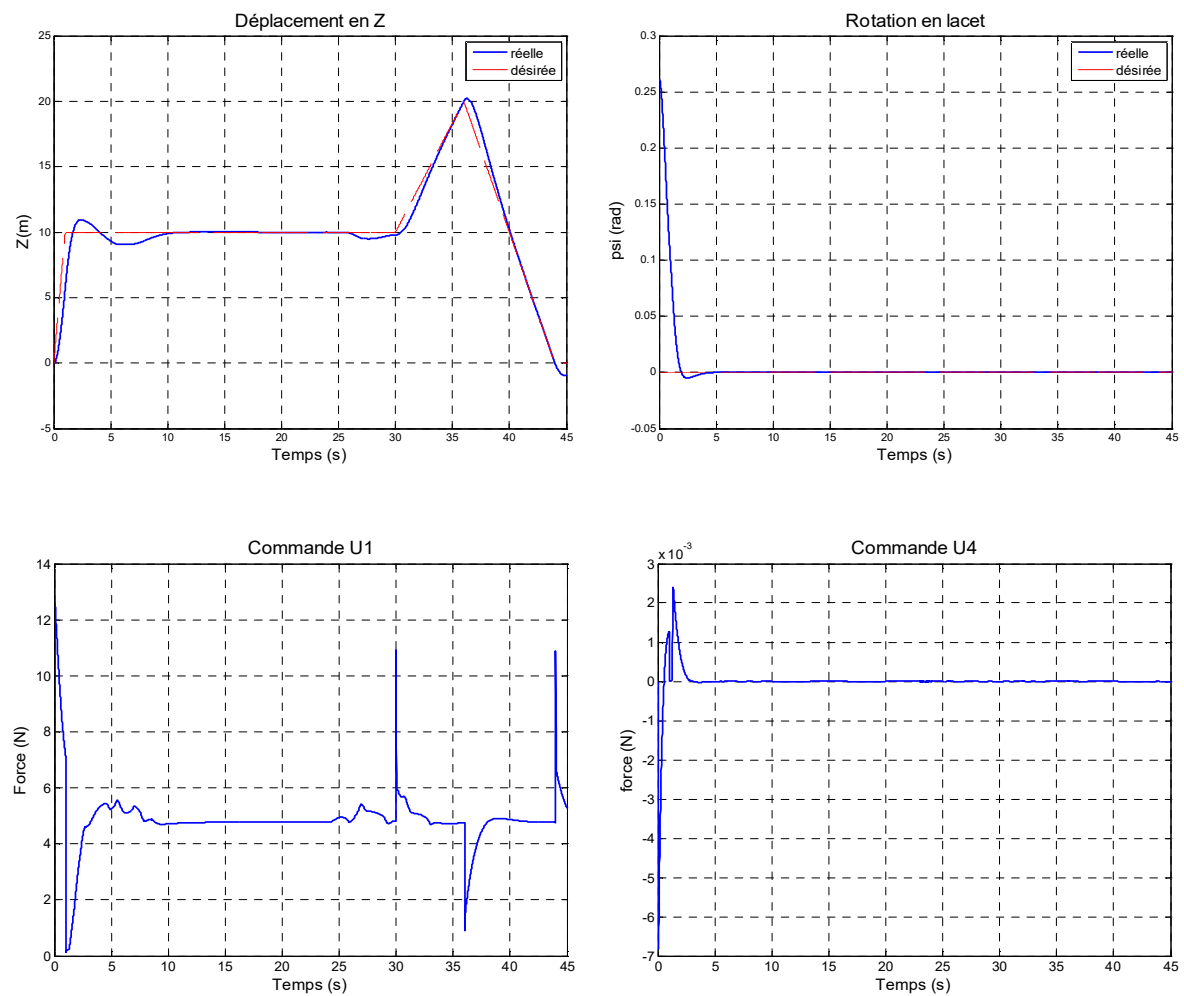 Déplacement en Z
25
20
15
10
5
0
-5
Z (m)
réelle
désirée
0 5 10 15 20 25 30 35 40 45
Temps (s)
Rotation en lacet
0.3
0.25
0.2
0.15
0.1
0.05
0
-0.05
psi (rad)
réelle
désirée
0 5 10 15 20 25 30 35 40 45
Temps (s)
Commande U1
14
12
10
8
6
4
2
0
Force (N)
0 5 10 15 20 25 30 35 40 45
Temps (s)
Commande U4
x 10⁻³
3
2
1
0
-1
-2
-3
-4
-5
-6
-7
force (N)
0 5 10 15 20 25 30 35 40 45
Temps (s)